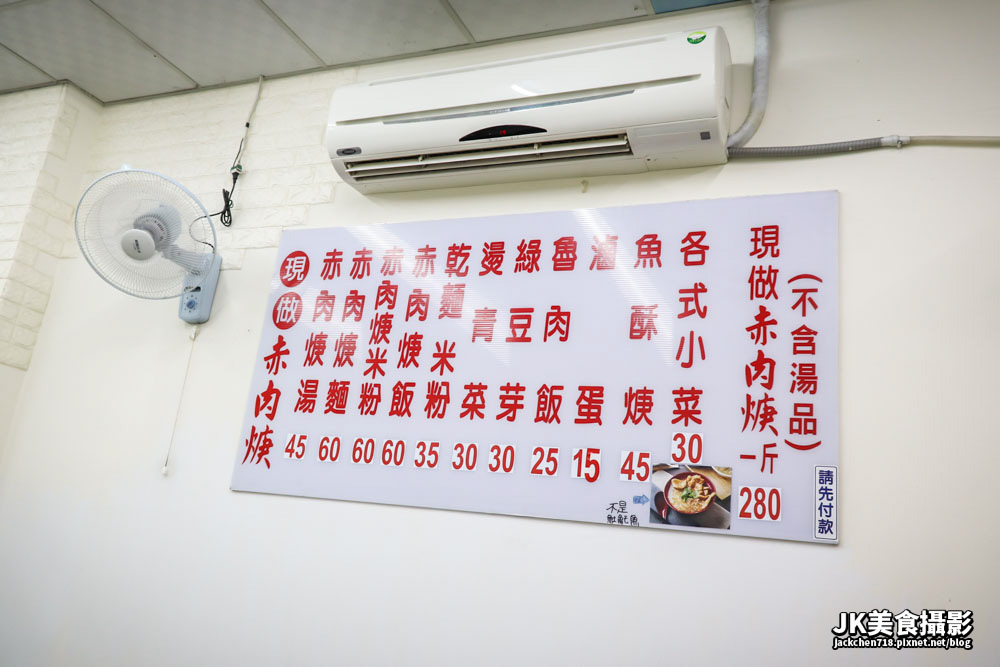 現做赤肉焿
赤肉焿湯
45
赤肉焿麵
60
赤肉焿米粉
60
赤肉焿飯
60
乾麵米粉
35
燙青菜
30
綠豆芽
30
魯肉飯
25
滷蛋
15
魚酥焿
45
各式小菜
30
現做赤肉焿一斤
280
(不含湯品)
請先付款
不是
JK美食攝影
jackchen718.pixnet.net/blog